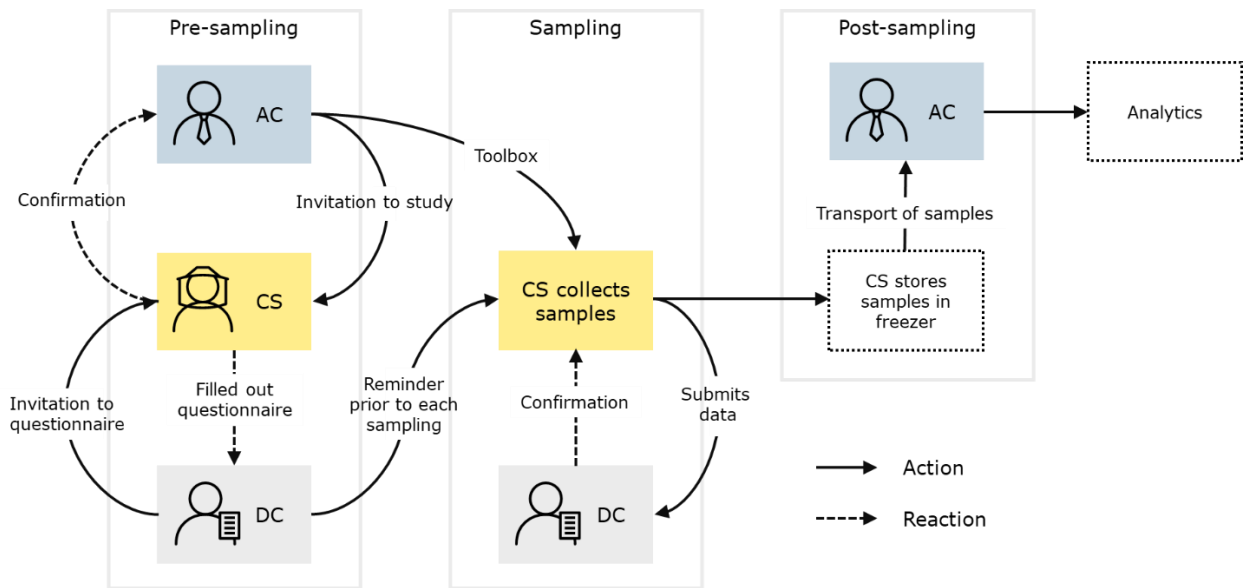 Pre-sampling
Sampling
Post-sampling
AC
AC
Analytics
Toolbox
Confirmation
Invitation to study
Transport of samples
CS
CS collects
samples
CS stores
samples in
freezer
Invitation to
questionnaire
Filled out
questionnaire
Reminder
prior to each
sampling
Confirmation
Submits
data
DC
DC
Action
Reaction